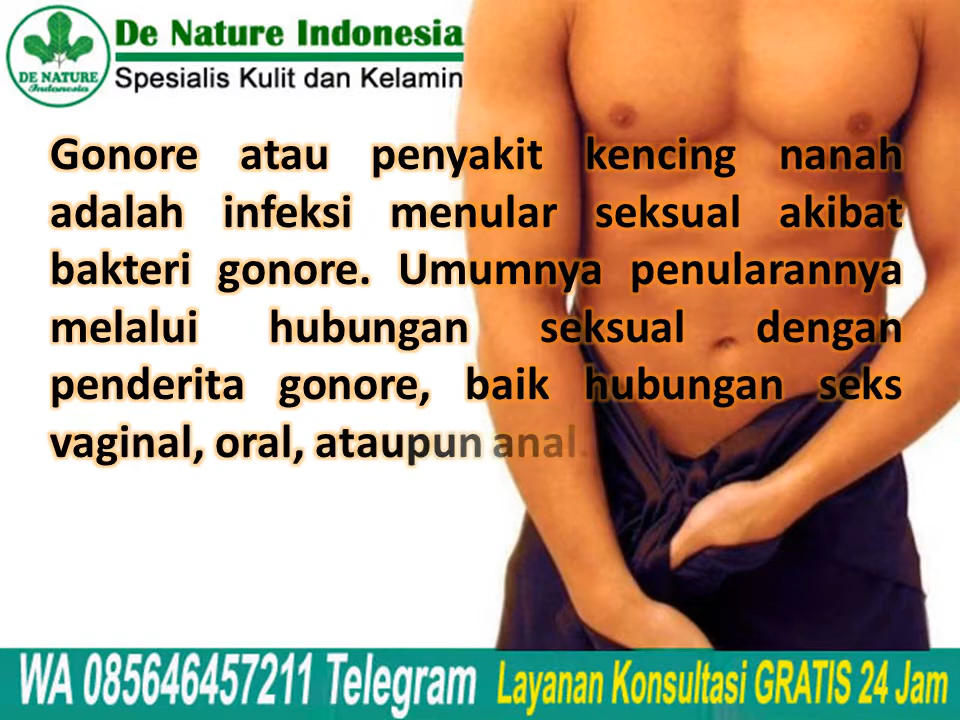 De Nature Indonesia
Spesialis Kulit dan Kelamin
DE NATURE
Indonesia
Gonore atau penyakit kencing nanah
adalah infeksi menular seksual akibat
bakteri gonore. Umumnya penularannya
melalui hubungan seksual dengan
penderita gonore, baik hubungan seks
vaginal, oral, ataupun anal.
WA 085646457211 Telegram Layanan Konsultasi GRATIS 24 Jam